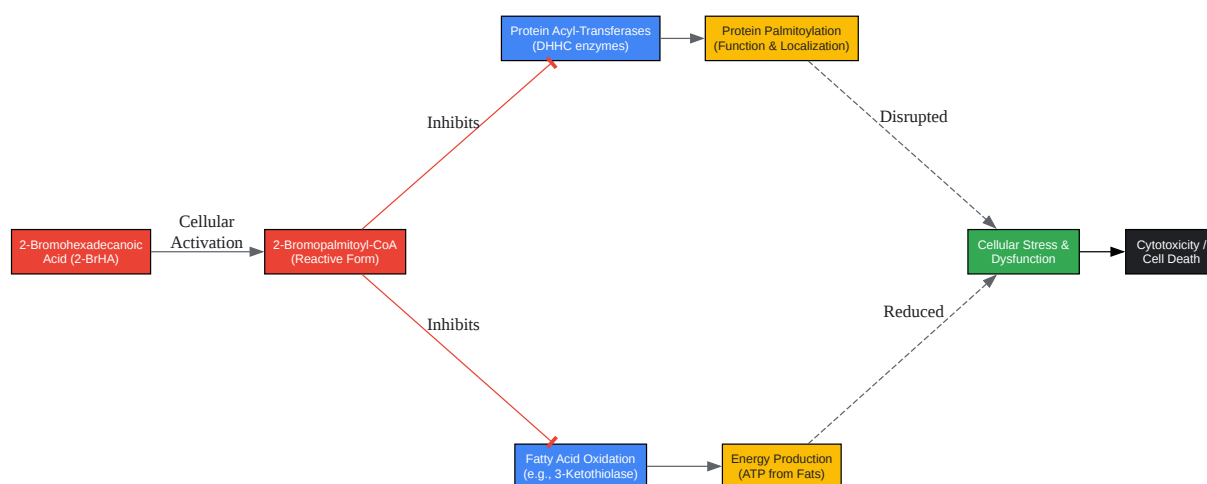 Protein Acyl-Transferases
(DHHC enzymes)
Protein Palmitoylation
(Function & Localization)
Disrupted
Inhibits
2-Bromohexadecanoic
Acid (2-BrHA)
Cellular
Activation
2-Bromopalmitoyl-CoA
(Reactive Form)
Cellular Stress &
Dysfunction
Cytotoxicity /
Cell Death
Inhibits
Reduced
Fatty Acid Oxidation
(e.g., 3-Ketothiolase)
Energy Production
(ATP from Fats)